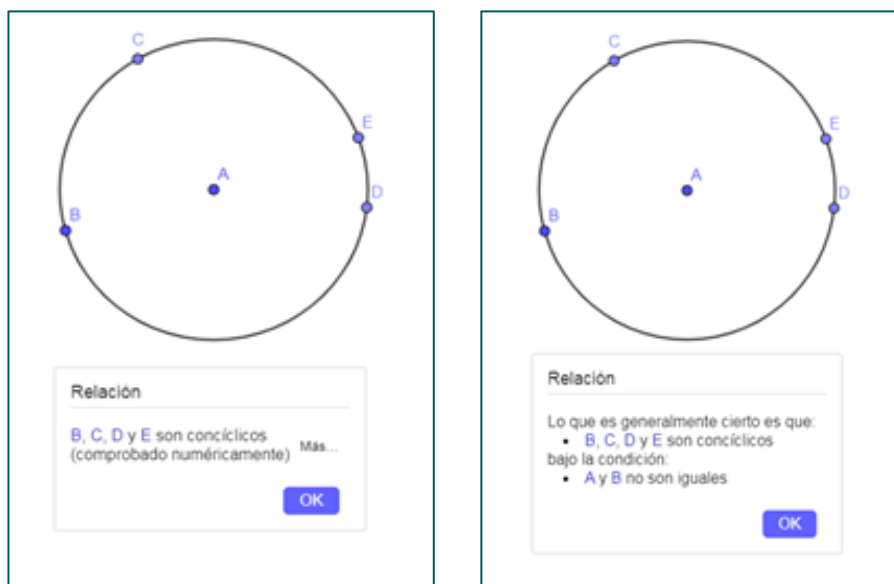 C
E
A
D
B
Relación
B, C, D y E son concíclicos
(comprobado numéricamente) Más...
OK
C
E
A
D
B
Relación
Lo que es generalmente cierto es que:
• B, C, D y E son concíclicos
bajo la condición:
• A y B no son iguales
OK